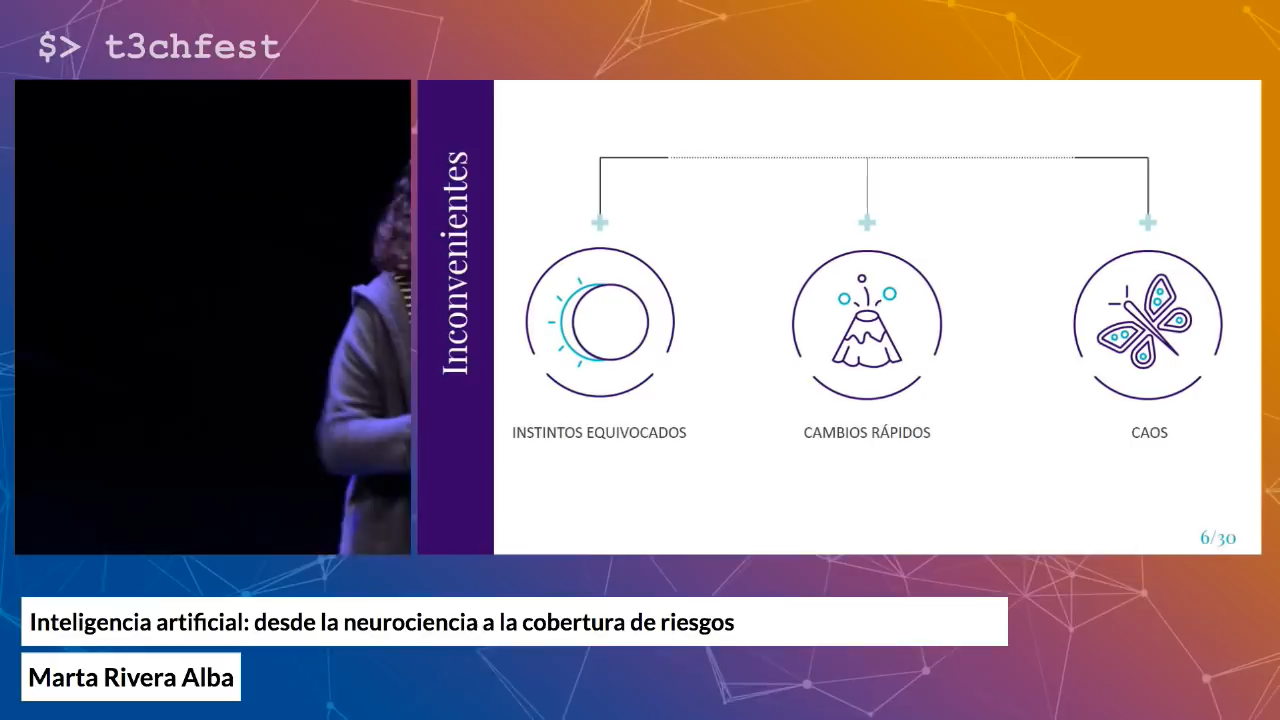 $> t3chfest
Inconvenientes
INSTINTOS EQUIVOCADOS
CAMBIOS RÁPIDOS
CAOS
6/30
Inteligencia artificial: desde la neurociencia a la cobertura de riesgos
Marta Rivera Alba